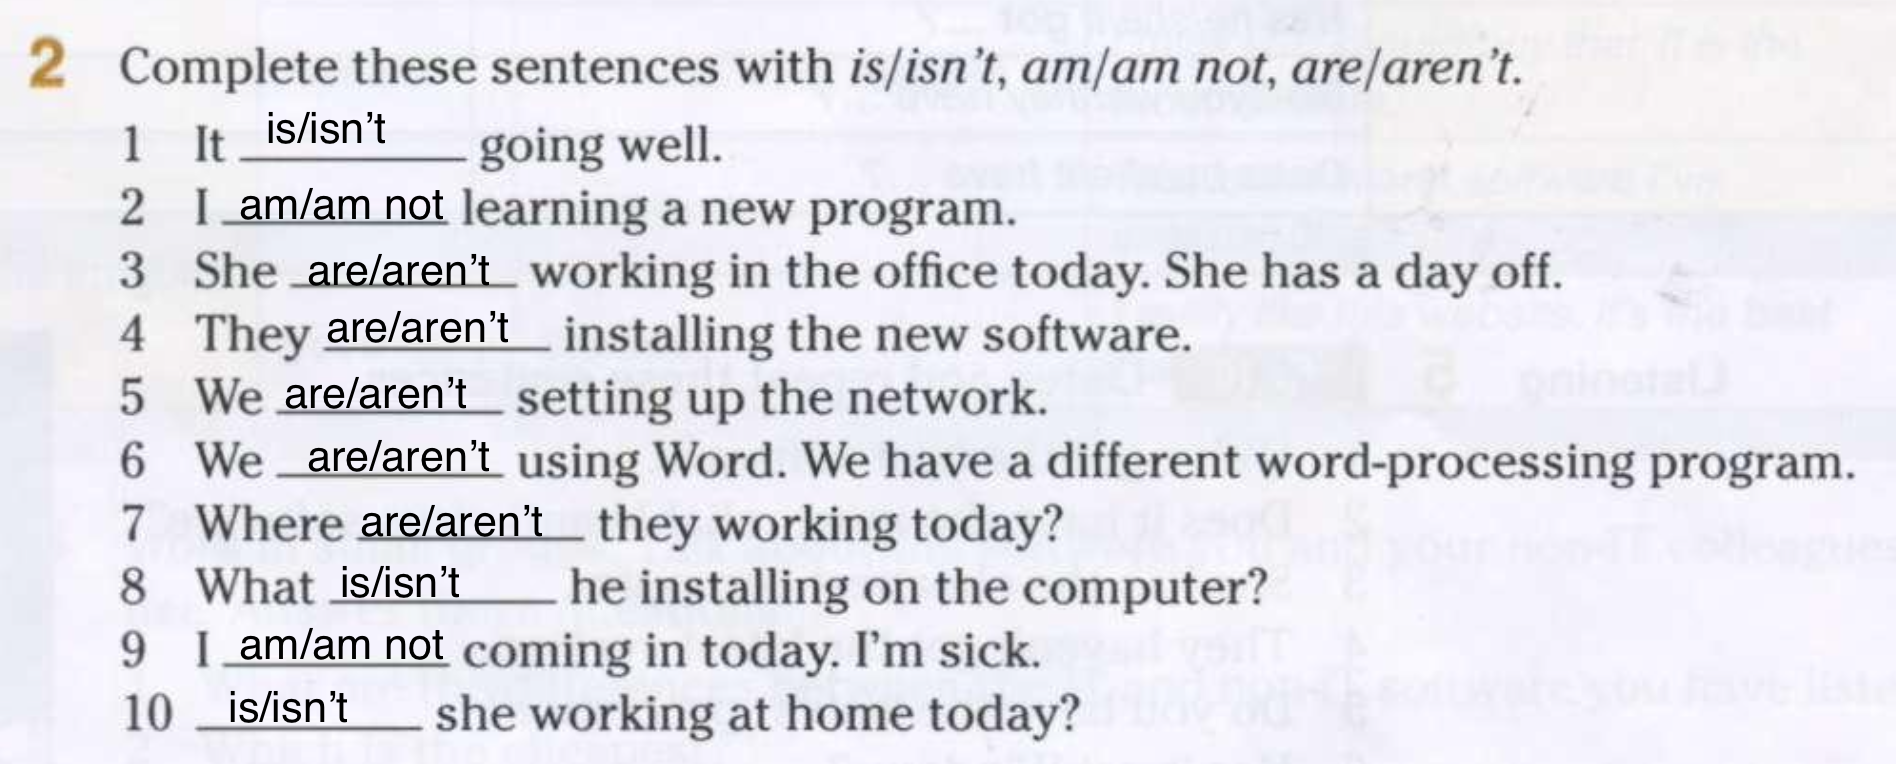 2 Complete these sentences with is/isn't, am/am not, are/aren't.
1 It is/isn't going well.
2 I am/am not learning a new program.
3 She are/aren't working in the office today. She has a day off.
4 They are/aren't installing the new software.
5 We are/aren't setting up the network.
6 We are/aren't using Word. We have a different word-processing program.
7 Where are/aren't they working today?
8 What is/isn't he installing on the computer?
9 I am/am not coming in today. I'm sick.
10 is/isn't she working at home today?